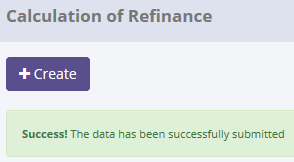 Calculation of Refinance
+ Create
Success! The data has been successfully submitted